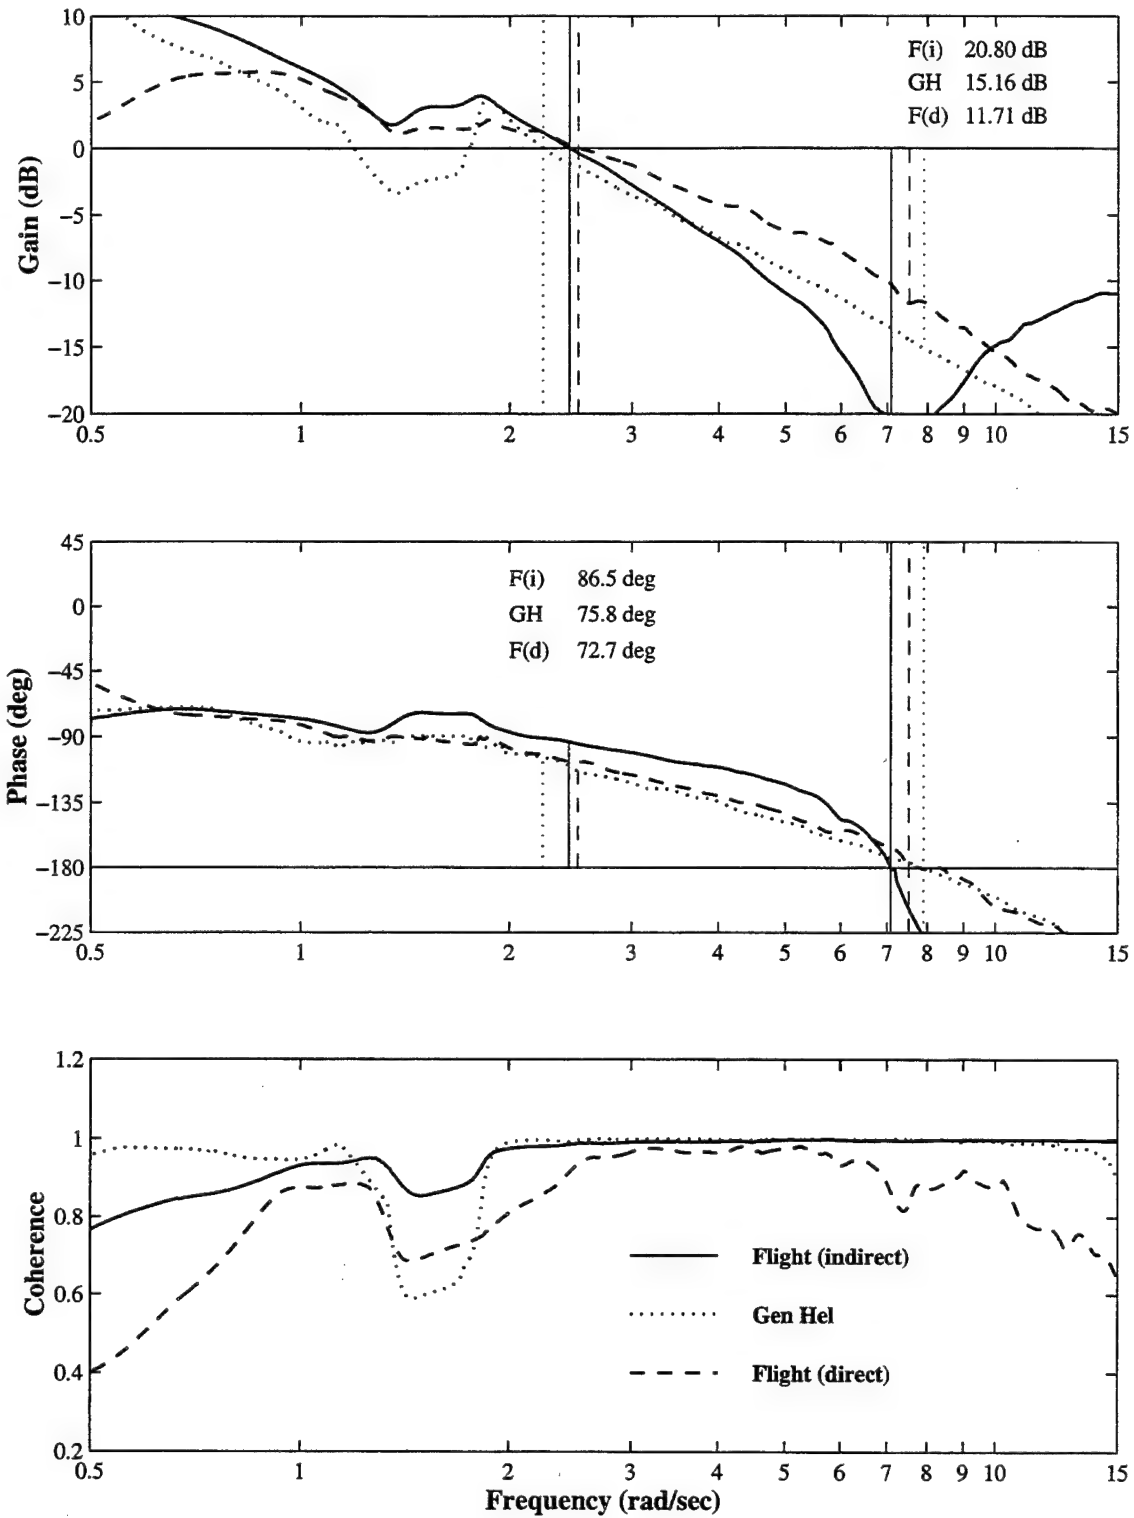 10
5
0
−5
−10
−15
−20
Gain (dB)
F(i) 20.80 dB
GH 15.16 dB
F(d) 11.71 dB
0.5 1 2 3 4 5 6 7 8 9 10 15
45
0
−45
−90
−135
−180
−225
Phase (deg)
F(i) 86.5 deg
GH 75.8 deg
F(d) 72.7 deg
0.5 1 2 3 4 5 6 7 8 9 10 15
1.2
1
0.8
0.6
0.4
0.2
Coherence
Flight (indirect)
Gen Hel
Flight (direct)
0.5 1 2 3 4 5 6 7 8 9 10 15
Frequency (rad/sec)